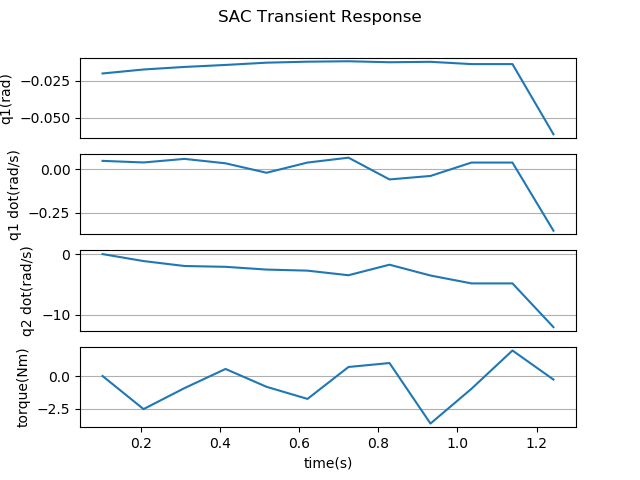 SAC Transient Response
q1(rad)
−0.025
−0.050
q1 dot(rad/s)
0.00
−0.25
q2 dot(rad/s)
0
−10
torque(Nm)
0.0
−2.5
0.2 0.4 0.6 0.8 1.0 1.2
time(s)